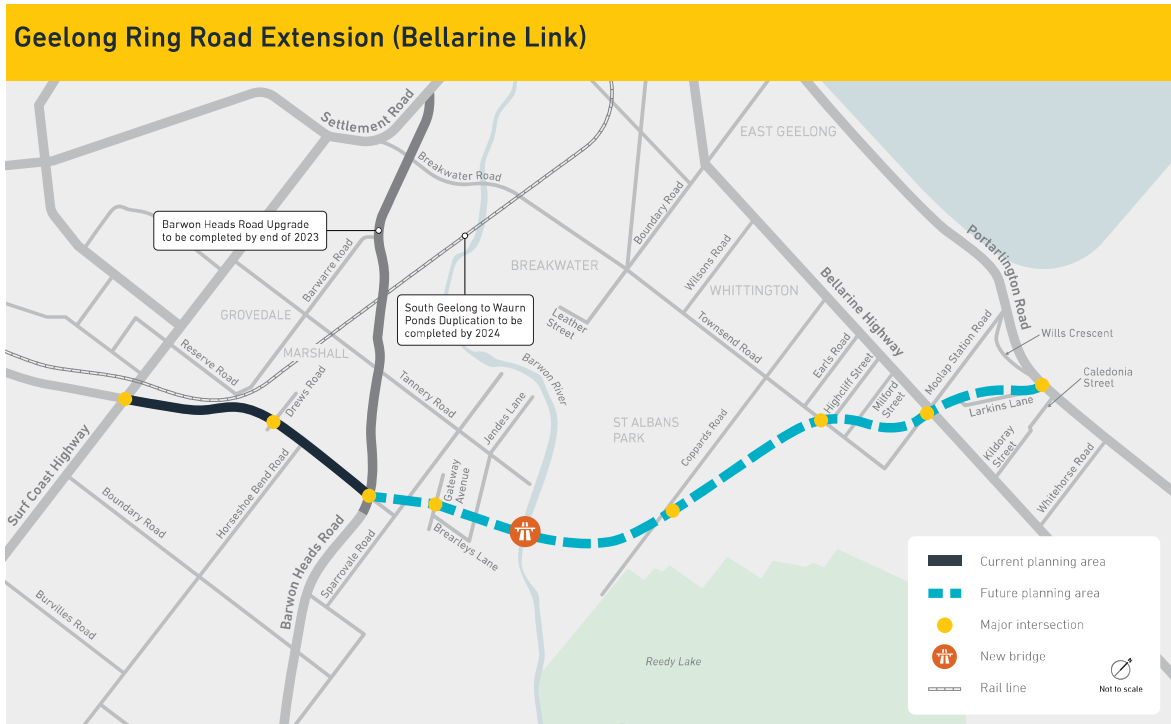 Geelong Ring Road Extension (Bellarine Link)
Settlement Road
Breakwater Road
EAST GEELONG
Boundary Road
Barwon Heads Road Upgrade
to be completed by end of 2023
Barwarre Road
BREAKWATER
Wilsons Road
WHITTINGTON
Bellarine Highway
Portarlington Road
South Geelong to Waurn
Ponds Duplication to be
completed by 2024
GROVEDALE
MARSHALL
Leather
Street
Townsend Road
Earls Road
Highcliff Street
Milford
Street
Moolap Station Road
Wills Crescent
Caledonia
Street
Reserve Road
Drews Road
Tannery Road
Barwon River
Jendes Lane
ST ALBANS
PARK
Coppards Road
Larkins Lane
Kildoray
Street
Whitehorse Road
Surf Coast Highway
Boundary Road
Horseshoe Bend Road
Gateway
Avenue
Brearleys Lane
Barwon Heads Road
Sparrovale Road
Burvilles Road
Reedy Lake
Current planning area
Future planning area
Major intersection
New bridge
Rail line
Not to scale